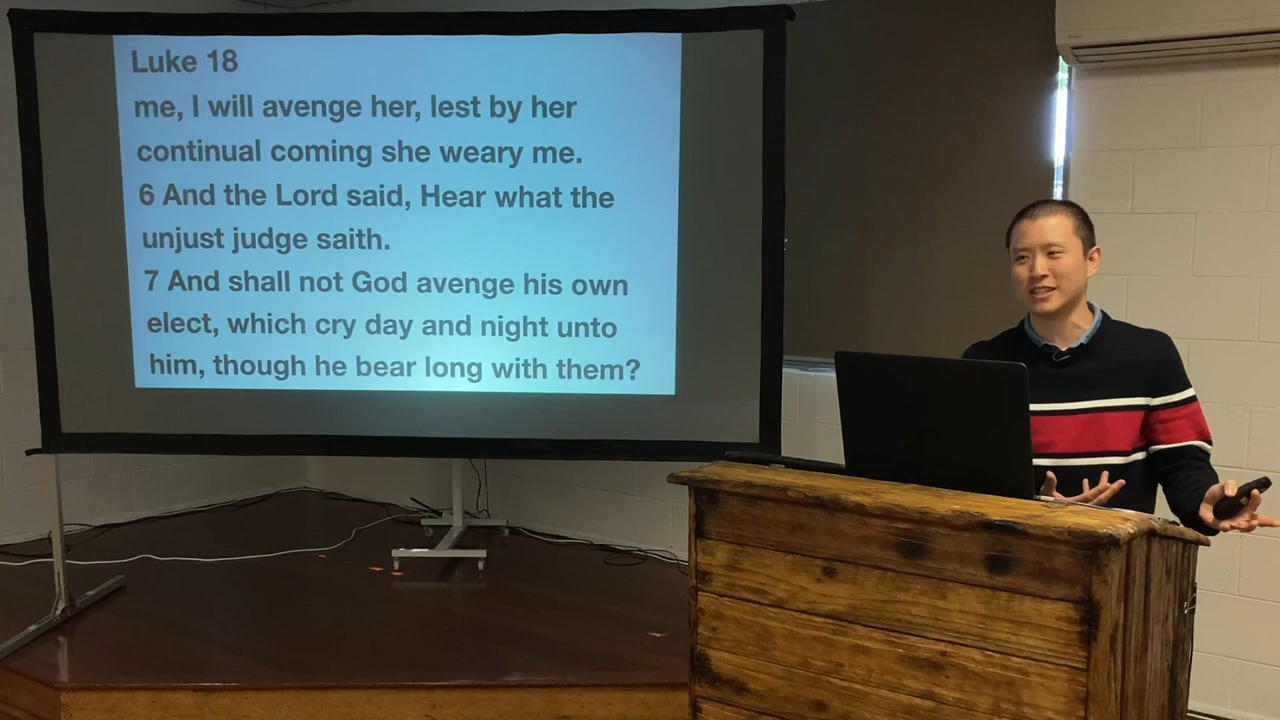 Luke 18
me, I will avenge her, lest by her
continual coming she weary me.
6 And the Lord said, Hear what the
unjust judge saith.
7 And shall not God avenge his own
elect, which cry day and night unto
him, though he bear long with them?